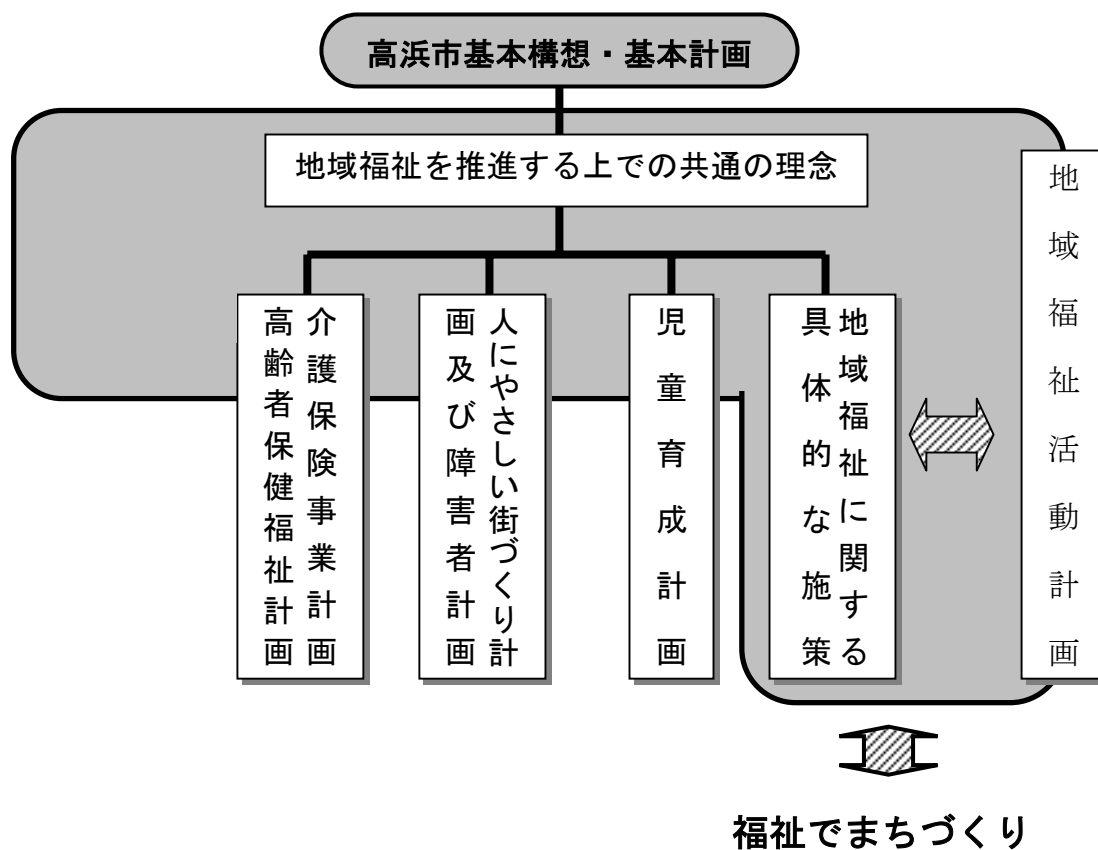 高浜市基本構想・基本計画
地域福祉を推進する上での共通の理念
介護保険事業計画
高齢者保健福祉計画
人にやさしい街づくり計
画及び障害者計画
児童育成計画
地域福祉に関する
具体的な施策
地域福祉活動計画
福祉でまちづくり